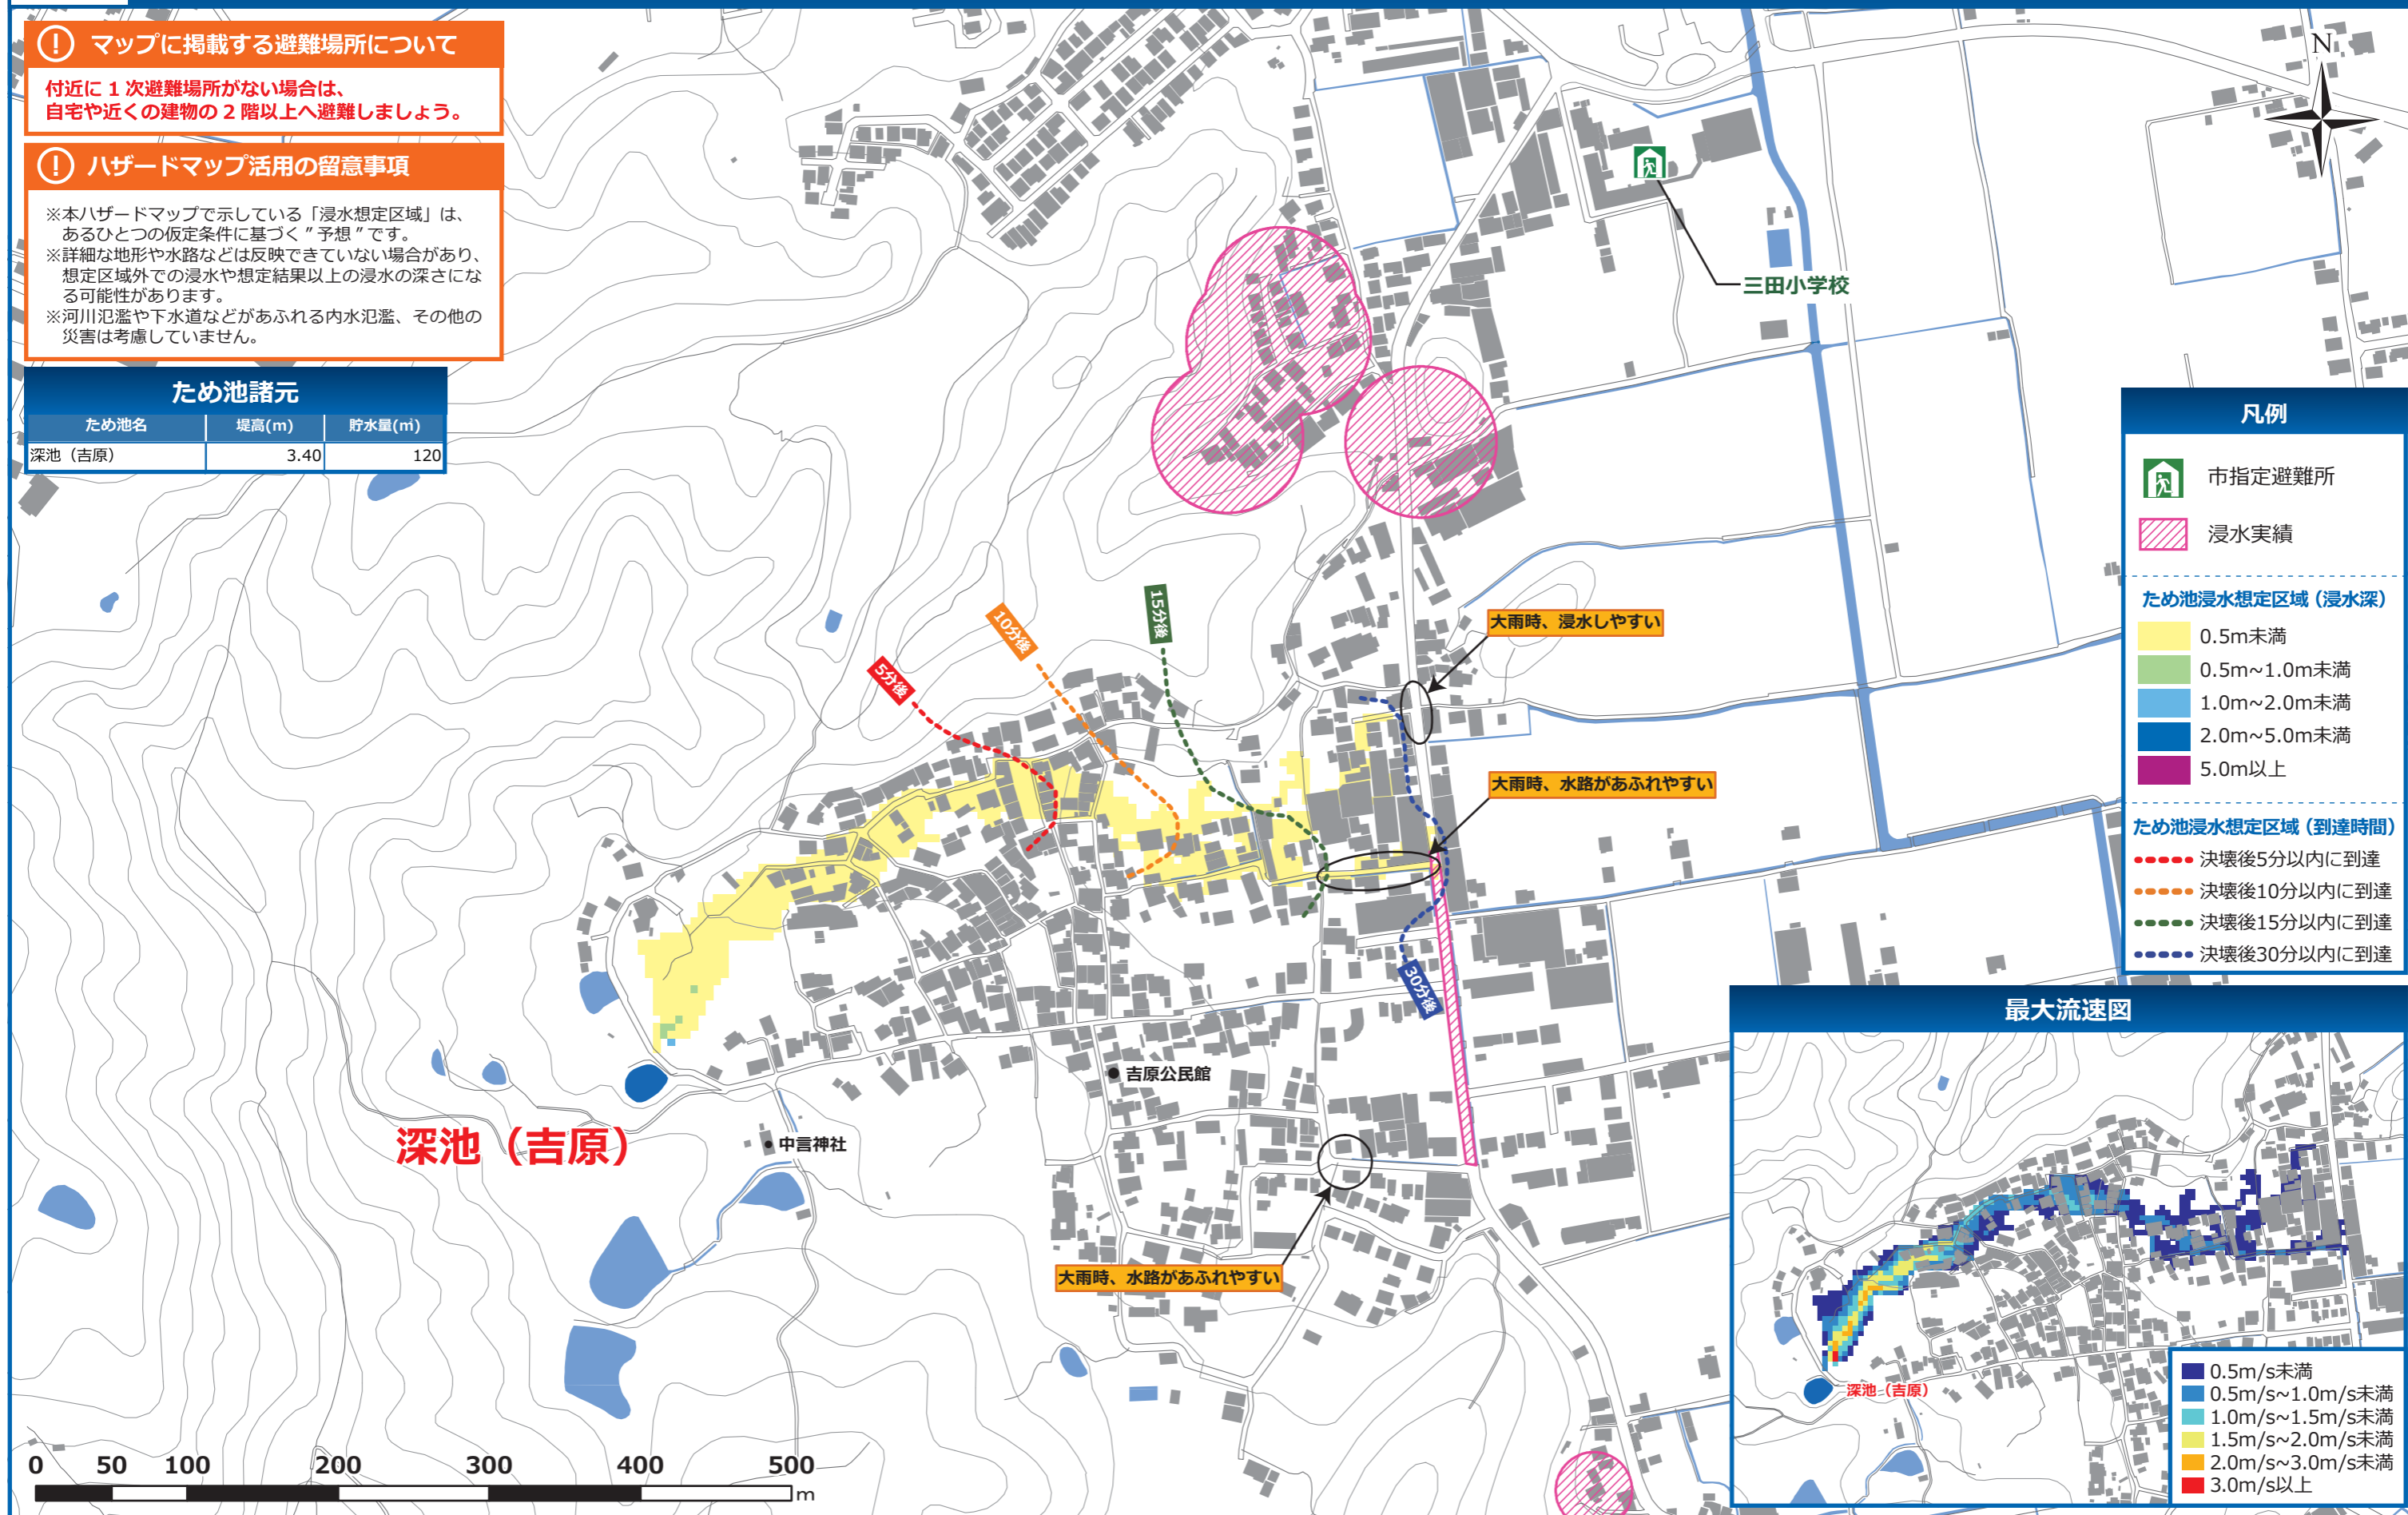 マップに掲載する避難場所について
付近に1次避難場所がない場合は、
自宅や近くの建物の2階以上へ避難しましょう。
ハザードマップ活用の留意事項
※本ハザードマップで示している「浸水想定区域」は、
あるひとつの仮定条件に基づく"予想"です。
※詳細な地形や水路などは反映できていない場合があり、
想定区域外での浸水や想定結果以上の浸水の深さにな
る可能性があります。
※河川氾濫や下水道などがあふれる内水氾濫、その他の
災害は考慮していません。
ため池諸元
ため池名 堤高(m) 貯水量(㎥)
深池（吉原） 3.40 120
N
三田小学校
凡例
市指定避難所
浸水実績
ため池浸水想定区域（浸水深）
0.5m未満
0.5m~1.0m未満
1.0m~2.0m未満
2.0m~5.0m未満
5.0m以上
ため池浸水想定区域（到達時間）
決壊後5分以内に到達
決壊後10分以内に到達
決壊後15分以内に到達
決壊後30分以内に到達
5分後
10分後
15分後
30分後
大雨時、浸水しやすい
大雨時、水路があふれやすい
吉原公民館
中言神社
深池（吉原）
大雨時、水路があふれやすい
0 50 100 200 300 400 500
m
最大流速図
深池（吉原）
0.5m/s未満
0.5m/s~1.0m/s未満
1.0m/s~1.5m/s未満
1.5m/s~2.0m/s未満
2.0m/s~3.0m/s未満
3.0m/s以上